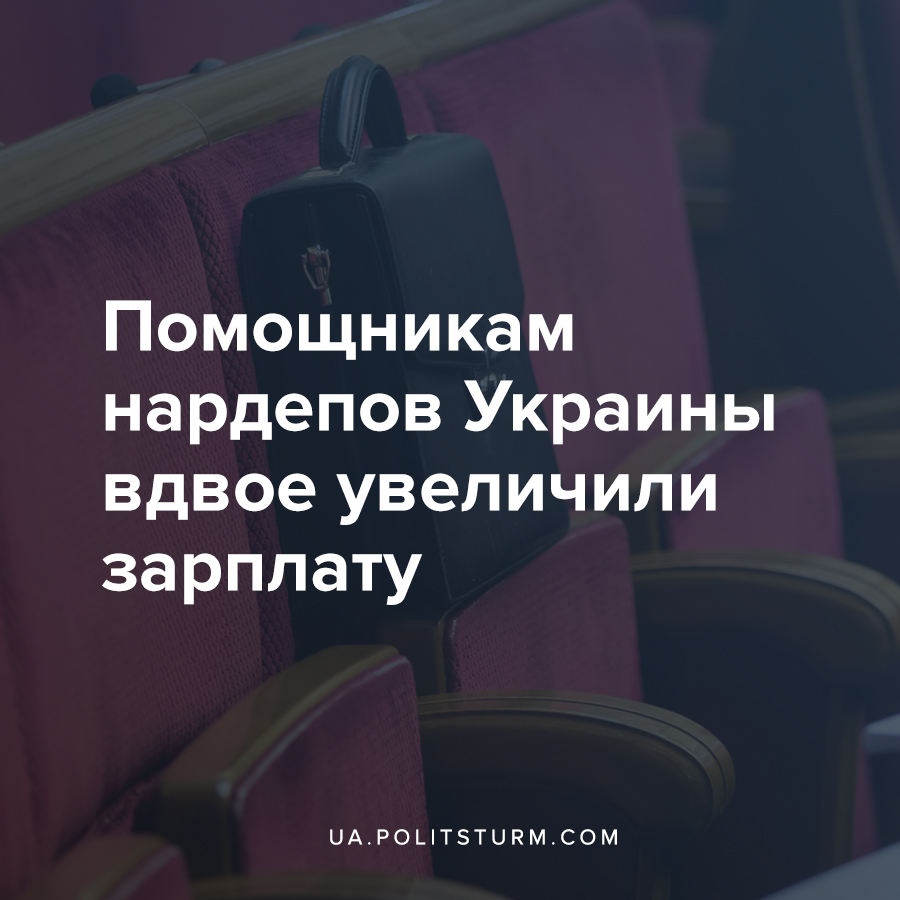 Помощникам
нардепов Украины
вдвое увеличили
зарплату
UA.POLITSTURM.COM